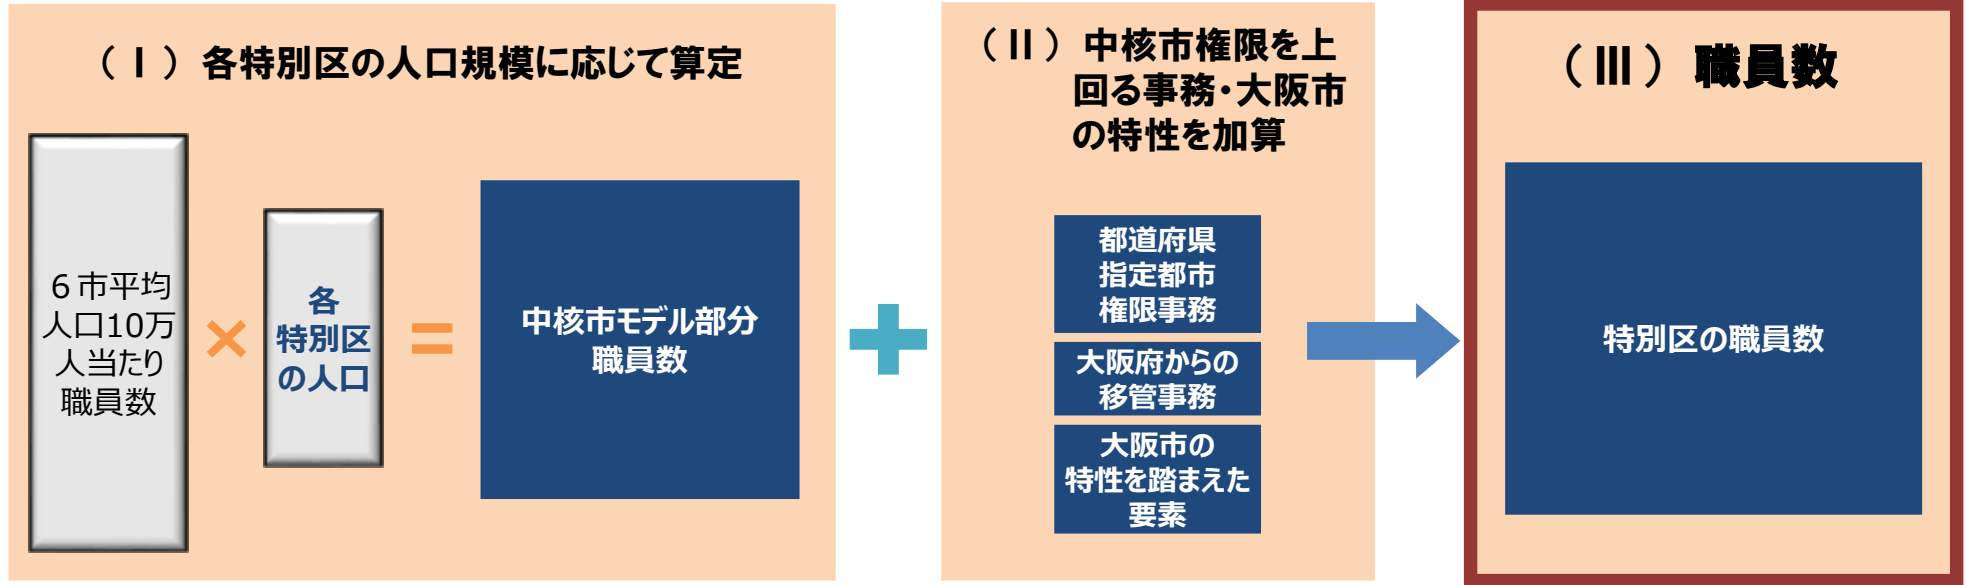 （Ⅰ）各特別区の人口規模に応じて算定
６市平均
人口10万
人当たり
職員数
×
各
特別区
の人口
＝
中核市モデル部分
職員数
＋
（Ⅱ）中核市権限を上
回る事務・大阪市
の特性を加算
都道府県
指定都市
権限事務
大阪府からの
移管事務
大阪市の
特性を踏まえた
要素
（Ⅲ）職員数
特別区の職員数